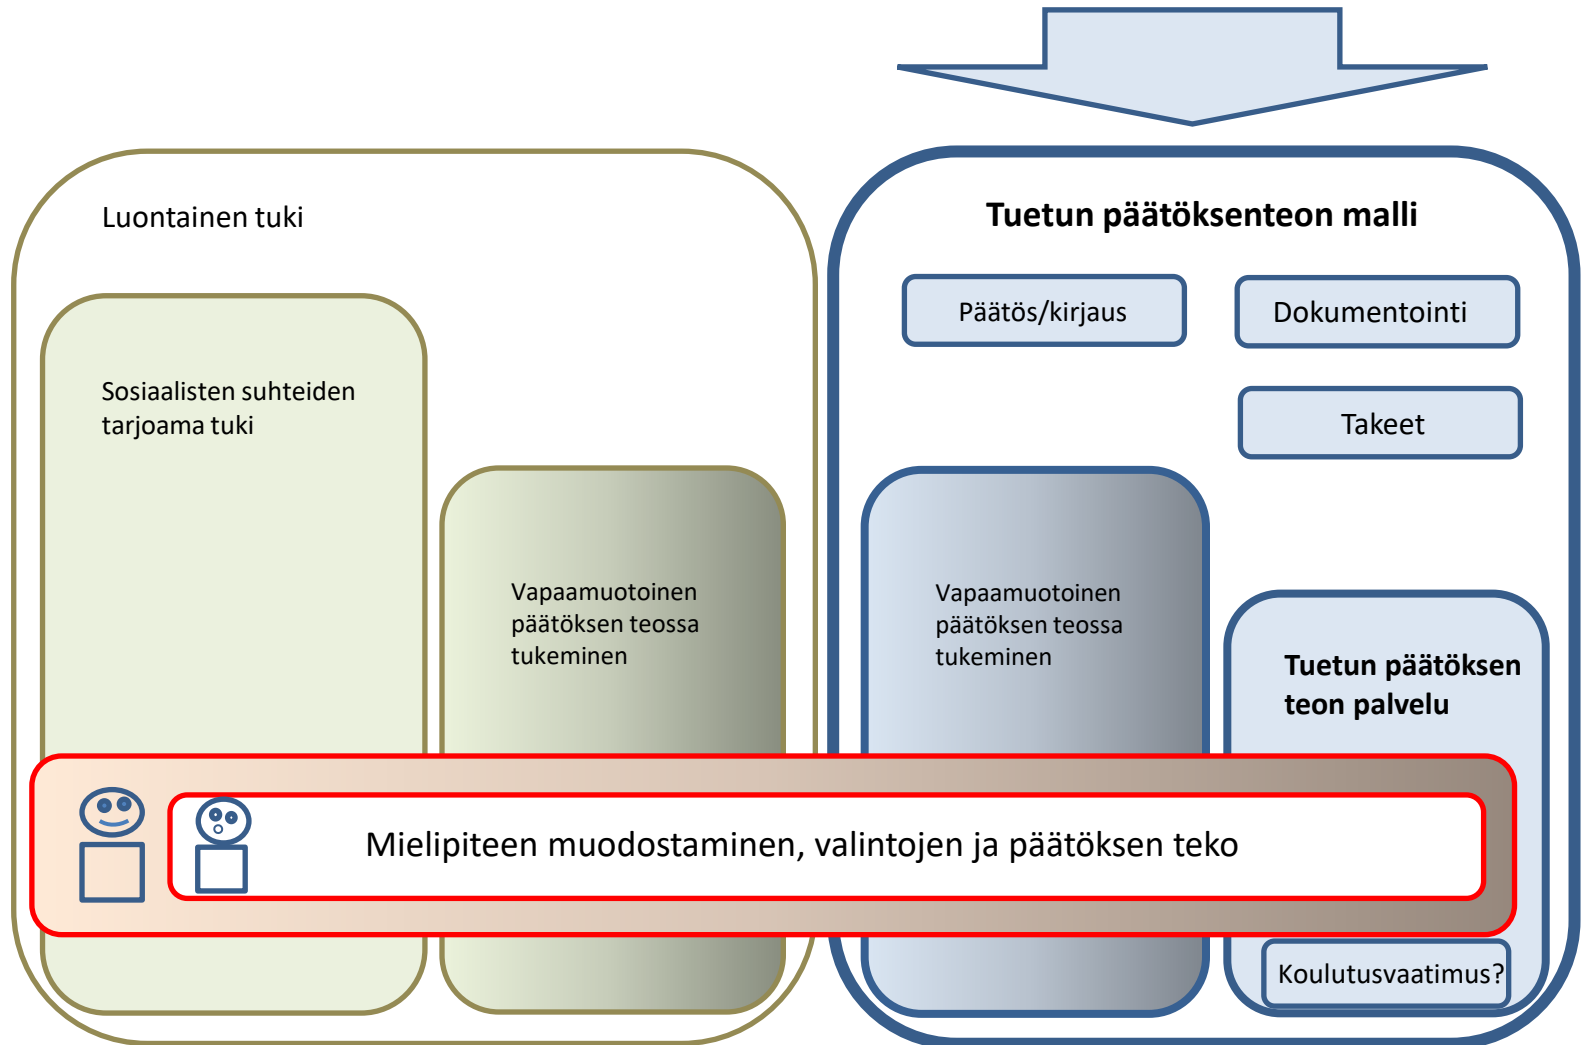 Luontainen tuki
Sosiaalisten suhteiden
tarjoama tuki
Vapaamuotoinen
päätöksen teossa
tukeminen
Tuetun päätöksenteon malli
Päätös/kirjaus
Dokumentointi
Takeet
Vapaamuotoinen
päätöksen teossa
tukeminen
Tuetun päätöksen
teon palvelu
Mielipiteen muodostaminen, valintojen ja päätöksen teko
Koulutusvaatimus?